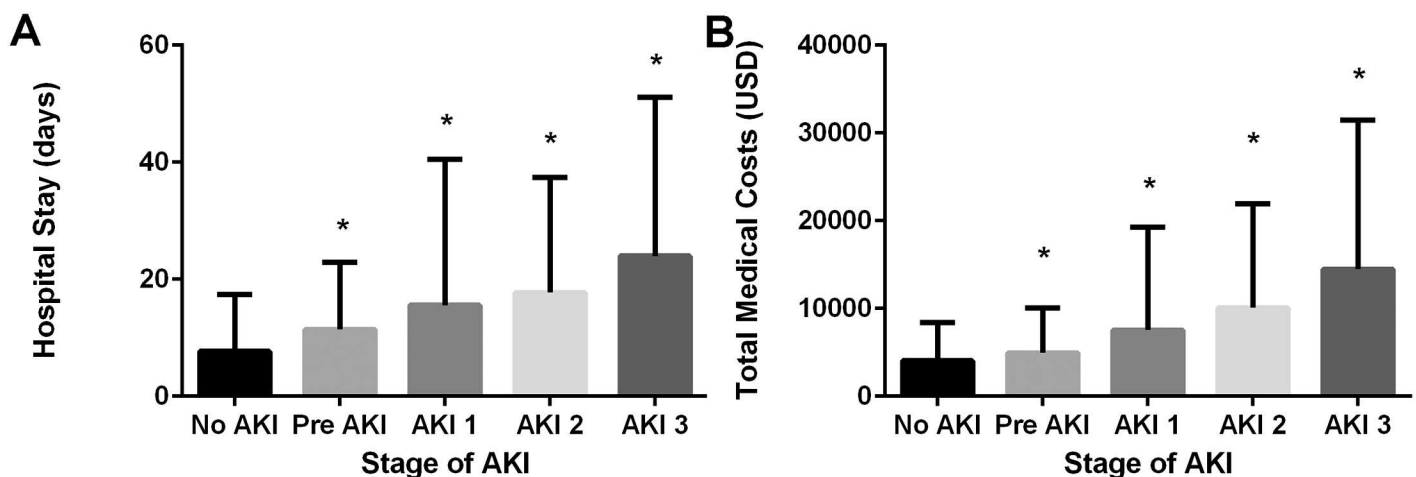 A
Hospital Stay (days)
60
40
20
0
*
*
*
*
No AKI Pre AKI AKI 1 AKI 2 AKI 3
Stage of AKI
B
Total Medical Costs (USD)
40000
30000
20000
10000
0
*
*
*
*
No AKI Pre AKI AKI 1 AKI 2 AKI 3
Stage of AKI